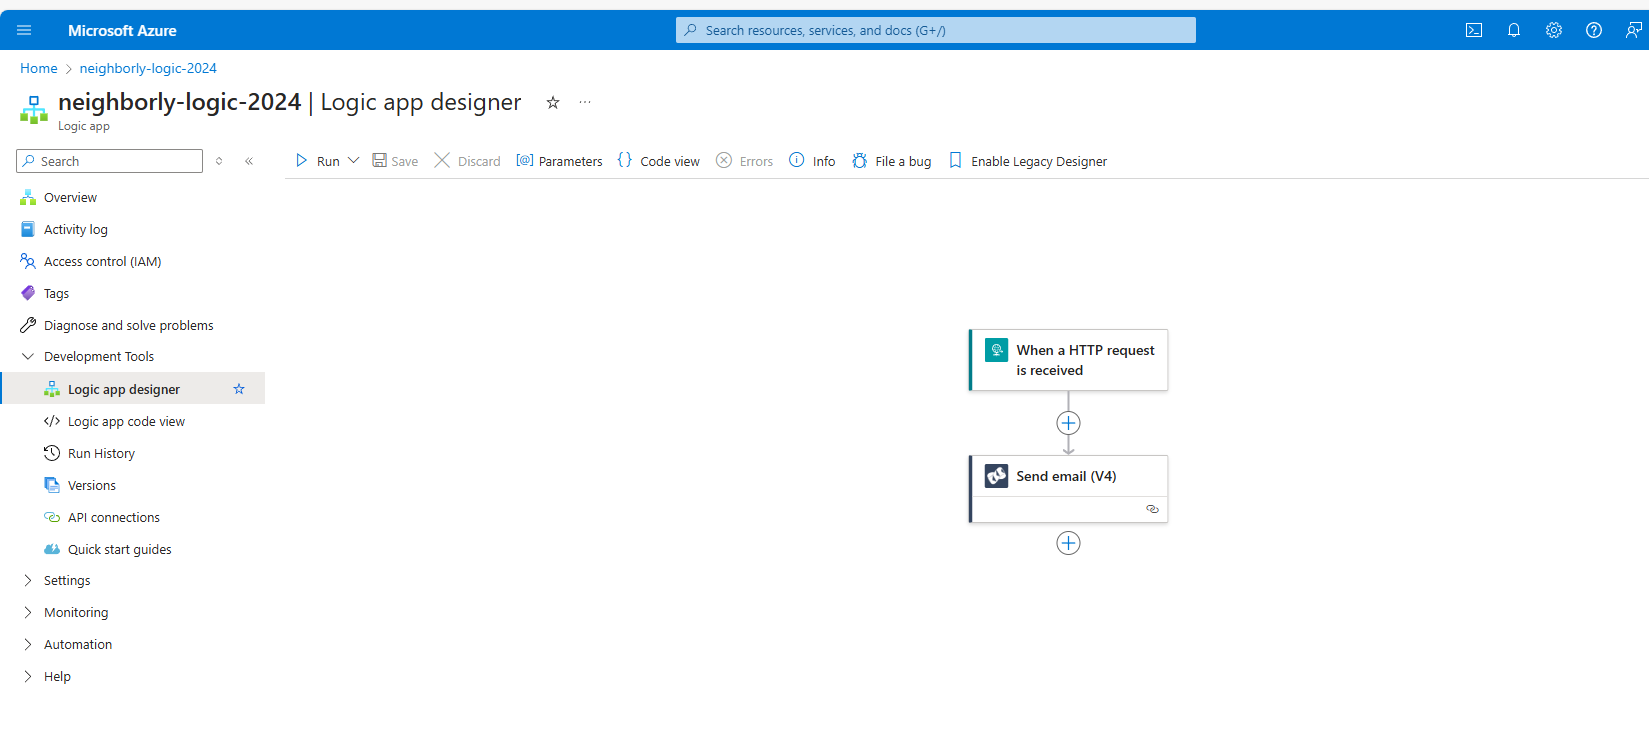 Microsoft Azure
Search resources, services, and docs (G+/)
Home > neighborly-logic-2024
neighborly-logic-2024 | Logic app designer
Logic app
Search
Run
Save
Discard
Parameters
Code view
Errors
Info
File a bug
Enable Legacy Designer
Overview
Activity log
Access control (IAM)
Tags
Diagnose and solve problems
Development Tools
Logic app designer
Logic app code view
Run History
Versions
API connections
Quick start guides
Settings
Monitoring
Automation
Help
When a HTTP request
is received
Send email (V4)